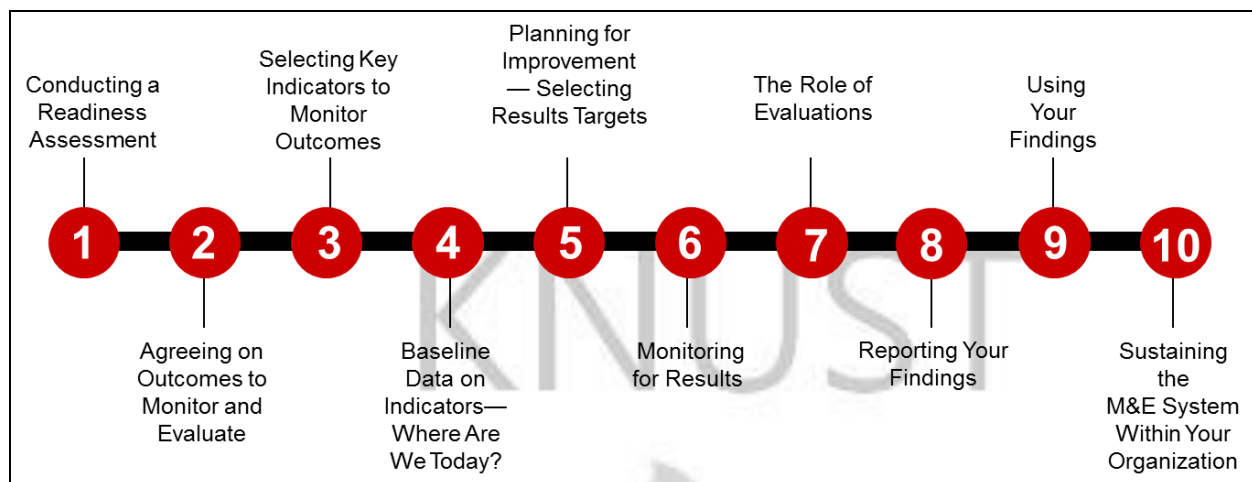 Conducting a
Readiness
Assessment
1
Agreeing on
Outcomes to
Monitor and
Evaluate
2
Selecting Key
Indicators to
Monitor
Outcomes
3
Baseline
Data on
Indicators—
Where Are
We Today?
4
Planning for
Improvement
— Selecting
Results Targets
5
Monitoring
for Results
6
The Role of
Evaluations
7
Reporting Your
Findings
8
Using
Your
Findings
9
Sustaining
the
M&E System
Within Your
Organization
10
KNUST